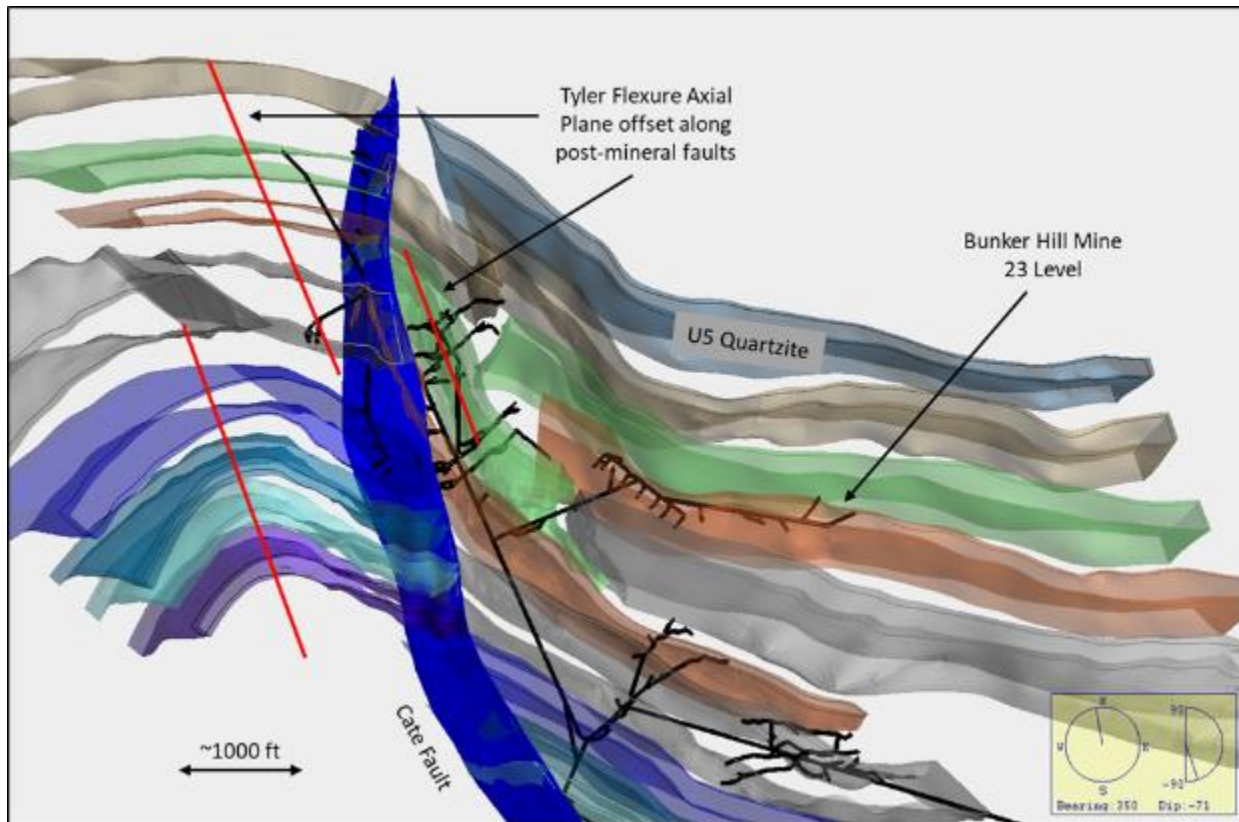 Tyler Flexure Axial
Plane offset along
post-mineral faults
Bunker Hill Mine
23 Level
U5 Quartzite
Cate Fault
~1000 ft
N
W
E
S
90
-90
Bearing:350 Dip:-71